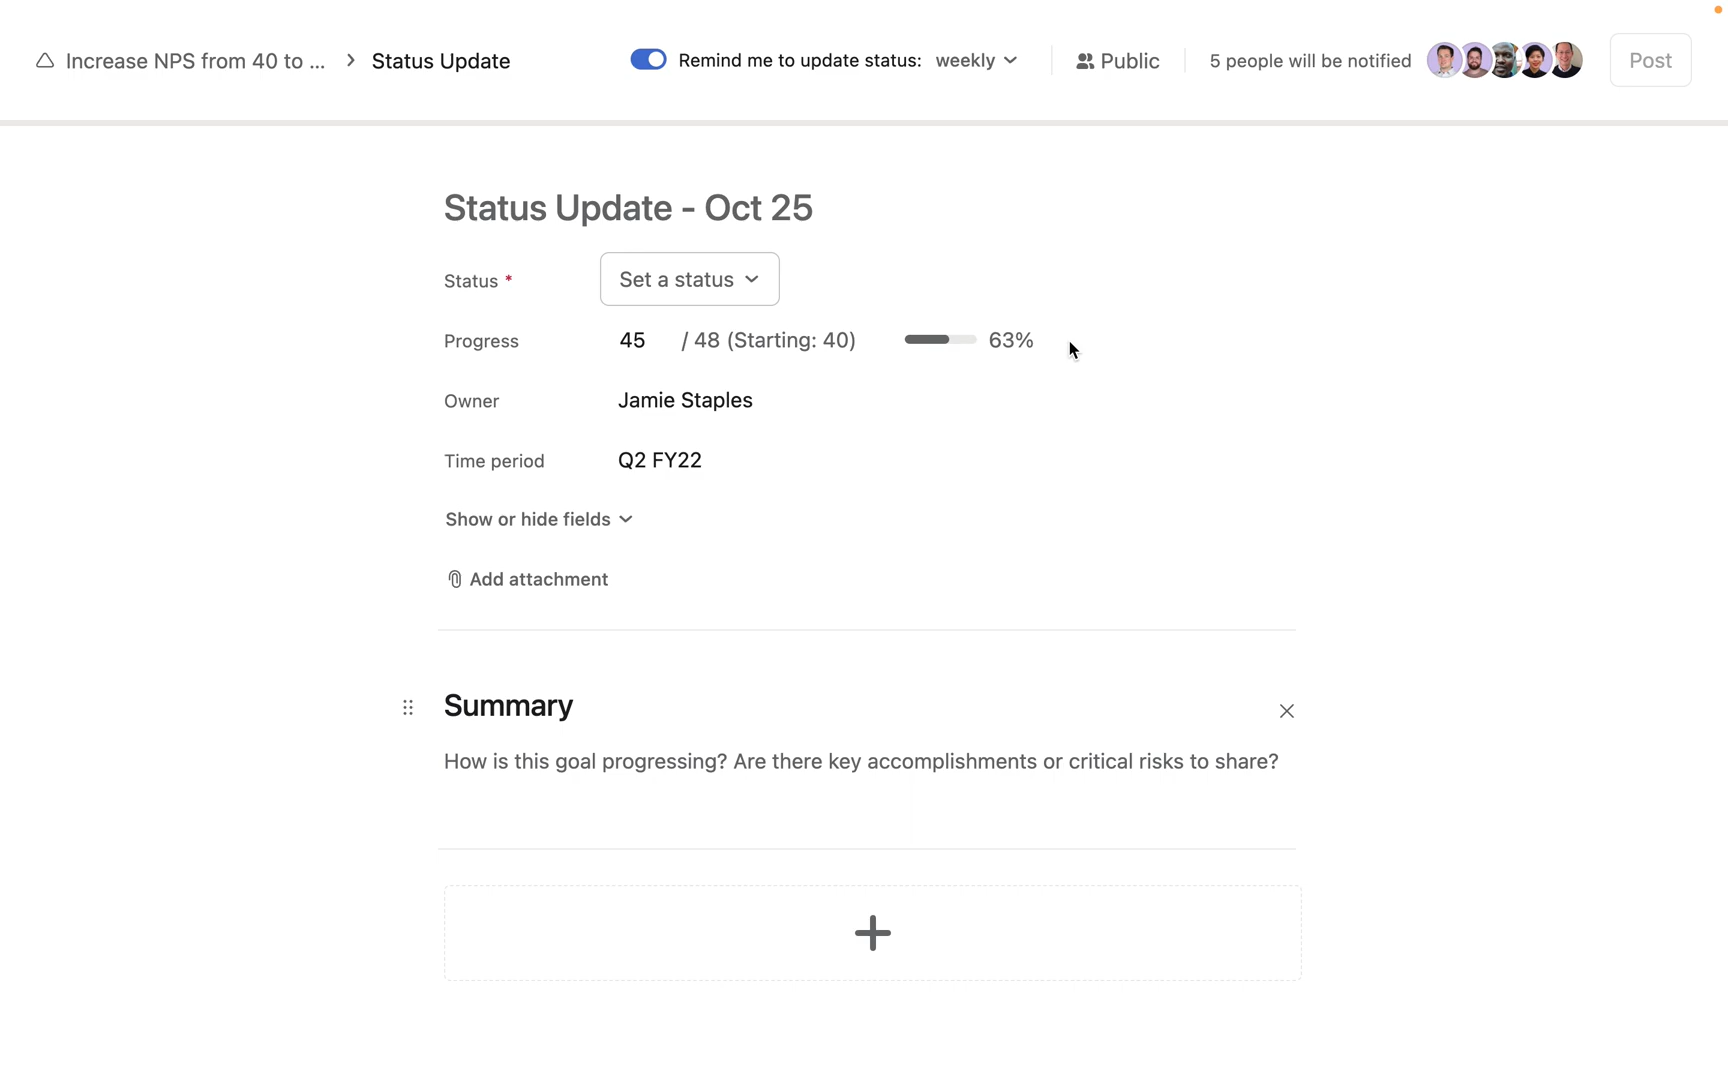 Increase NPS from 40 to ... > Status Update Remind me to update status: weekly Public 5 people will be notified Post
Status Update - Oct 25
Status * Set a status
Progress 45 / 48 (Starting: 40) 63%
Owner Jamie Staples
Time period Q2 FY22
Show or hide fields
Add attachment
Summary
How is this goal progressing? Are there key accomplishments or critical risks to share?